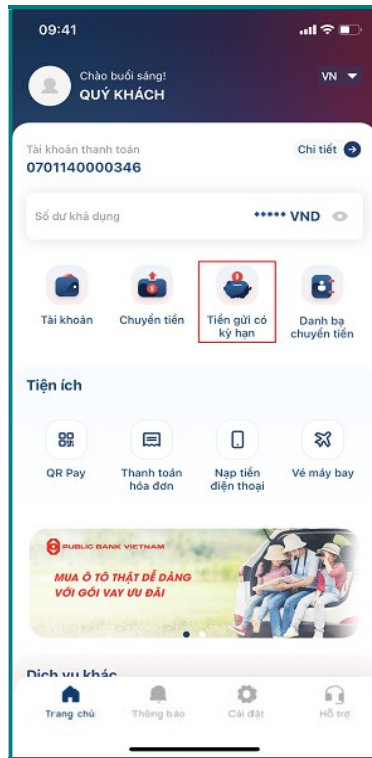 09:41
Chào buổi sáng!
QUÝ KHÁCH
VN
Tài khoản thanh toán
0701140000346
Chi tiết
Số dư khả dụng
***** VND
Tài khoản
Chuyển tiền
Tiền gửi có
kỳ hạn
Danh bạ
chuyển tiền
Tiện ích
QR Pay
Thanh toán
hóa đơn
Nạp tiền
điện thoại
Vé máy bay
PUBLIC BANK VIETNAM
MUA Ô TÔ THẬT DỄ DÀNG
VỚI GÓI VAY ƯU ĐÃI
Dịch vụ khác
Trang chủ
Thông báo
Cài đặt
Hỗ trợ